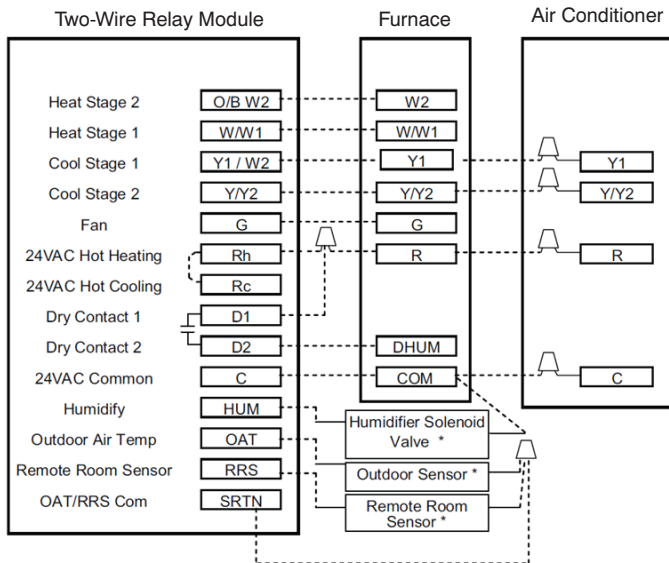 Two-Wire Relay Module Furnace Air Conditioner
Heat Stage 2 O/B W2 W2
Heat Stage 1 W/W1 W/W1
Cool Stage 1 Y1 / W2 Y1 Y1
Cool Stage 2 Y/Y2 Y/Y2 Y/Y2
Fan G G
24VAC Hot Heating Rh R R
24VAC Hot Cooling Rc
Dry Contact 1 D1
Dry Contact 2 D2 DHUM
24VAC Common C COM C
Humidify HUM
Humidifier Solenoid
Valve *
Outdoor Air Temp OAT
Outdoor Sensor *
Remote Room Sensor RRS
Remote Room
Sensor *
OAT/RRS Com SRTN